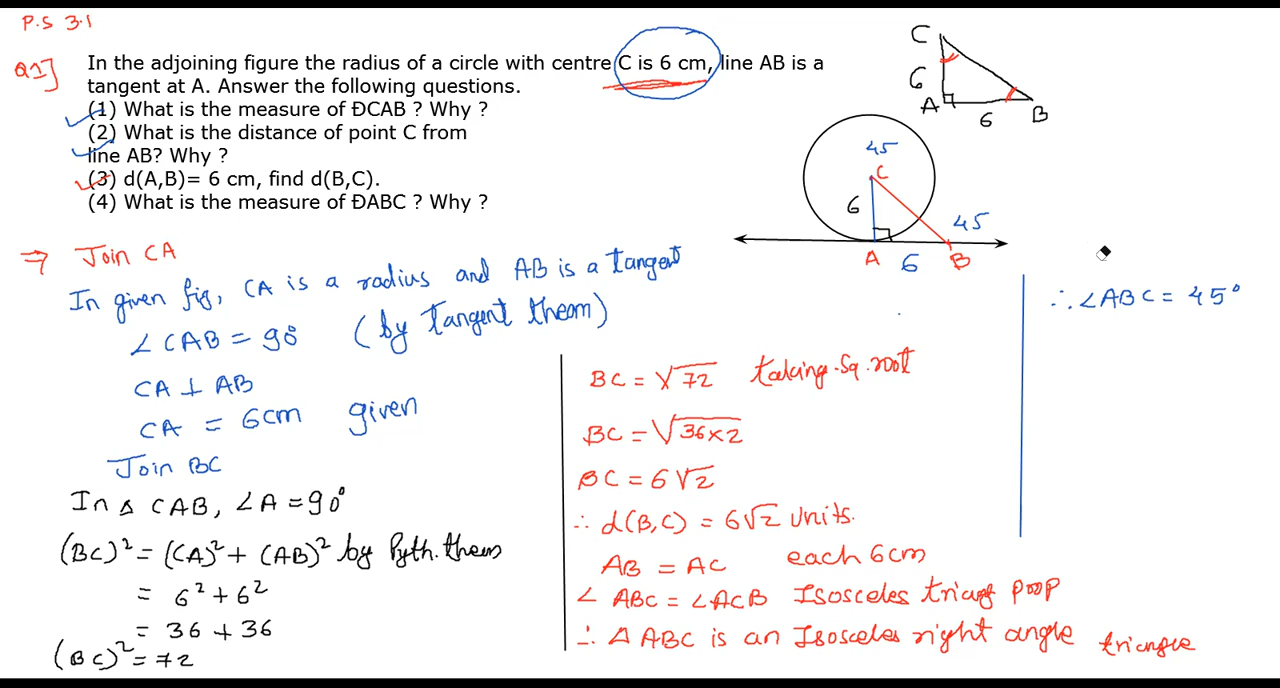 P.S 3.1
Q1]
In the adjoining figure the radius of a circle with centre C is 6 cm, line AB is a
tangent at A. Answer the following questions.
(1) What is the measure of ÐCAB ? Why ?
(2) What is the distance of point C from
line AB? Why ?
(3) d(A,B)= 6 cm, find d(B,C).
(4) What is the measure of ÐABC ? Why ?
C
6
A
6
B
45
C
6
45
A
6
B
⇒ Join CA
In given fig, CA is a radius and AB is a tangent
∠ CAB = 90° (by Tangent theom)
CA ⊥ AB
CA = 6cm given
Join BC
In △ CAB, ∠A = 90°
(BC)² = (CA)² + (AB)² by Pyth. them
= 6² + 6²
= 36 + 36
(BC)² = 72
BC = √72 taking Sq. root
BC = √36×2
BC = 6√2
∴ d(B,C) = 6√2 Units.
AB = AC each 6cm
∠ ABC = ∠ACB Isosceles triang prop
∴ △ ABC is an Isosceles right angle triangle
∴ ∠ABC = 45°